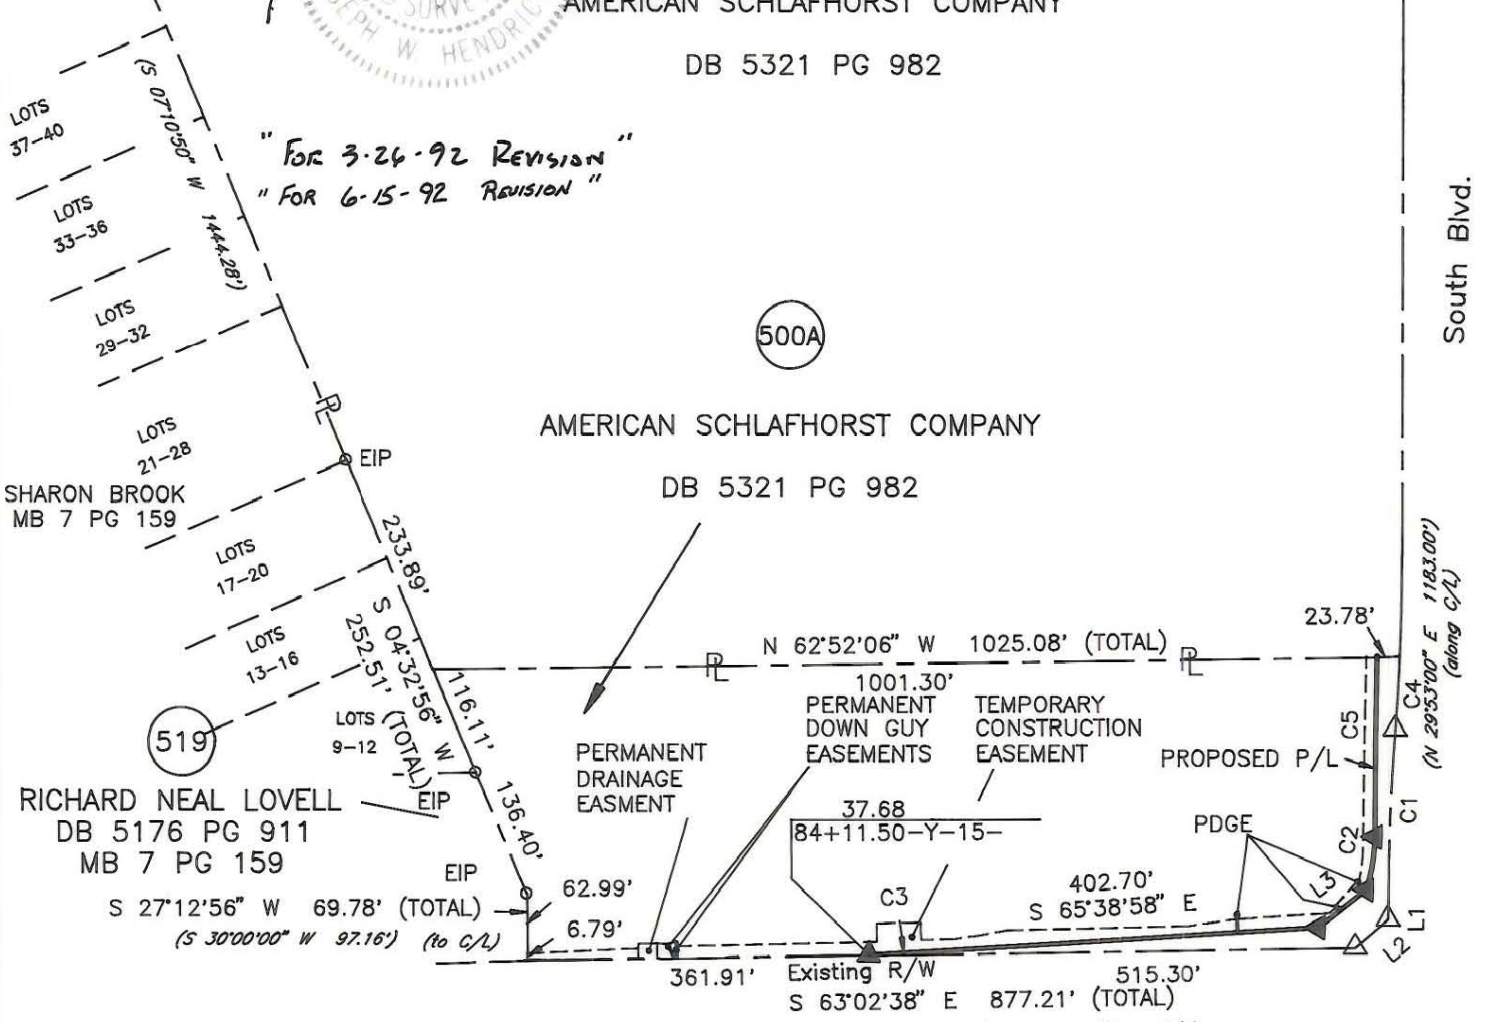 AMERICAN SCHLAFHORST COMPANY
DB 5321 PG 982
W. HENDRIC
(S 07°10'50" W 1444.28')
LOTS
37-40
LOTS
33-36
LOTS
29-32
LOTS
21-28
"FOR 3-26-92 REVISION"
"FOR 6-15-92 REVISION"
South Blvd.
500A
AMERICAN SCHLAFHORST COMPANY
DB 5321 PG 982
EIP
SHARON BROOK
MB 7 PG 159
LOTS
17-20
LOTS
13-16
233.89'
S 04°32'56" W
252.51' (TOTAL)
116.11'
LOTS
9-12
EIP
136.40'
519
RICHARD NEAL LOVELL
DB 5176 PG 911
MB 7 PG 159
EIP
S 27°12'56" W 69.78' (TOTAL)
(S 30°00'00" W 97.16') (to C/L)
62.99'
6.79'
N 62°52'06" W 1025.08' (TOTAL)
PL
PL
PL
1001.30'
23.78'
(N 29°53'00" E 1183.00')
(along C/L)
PERMANENT
DRAINAGE
EASMENT
PERMANENT
DOWN GUY
EASEMENTS
TEMPORARY
CONSTRUCTION
EASEMENT
PROPOSED P/L
C4
C5
C1
C2
PDGE
L3
L1
L2
37.68
84+11.50-Y-15-
C3
402.70'
S 65°38'58" E
361.91'
Existing R/W
515.30'
S 63°02'38" E 877.21' (TOTAL)